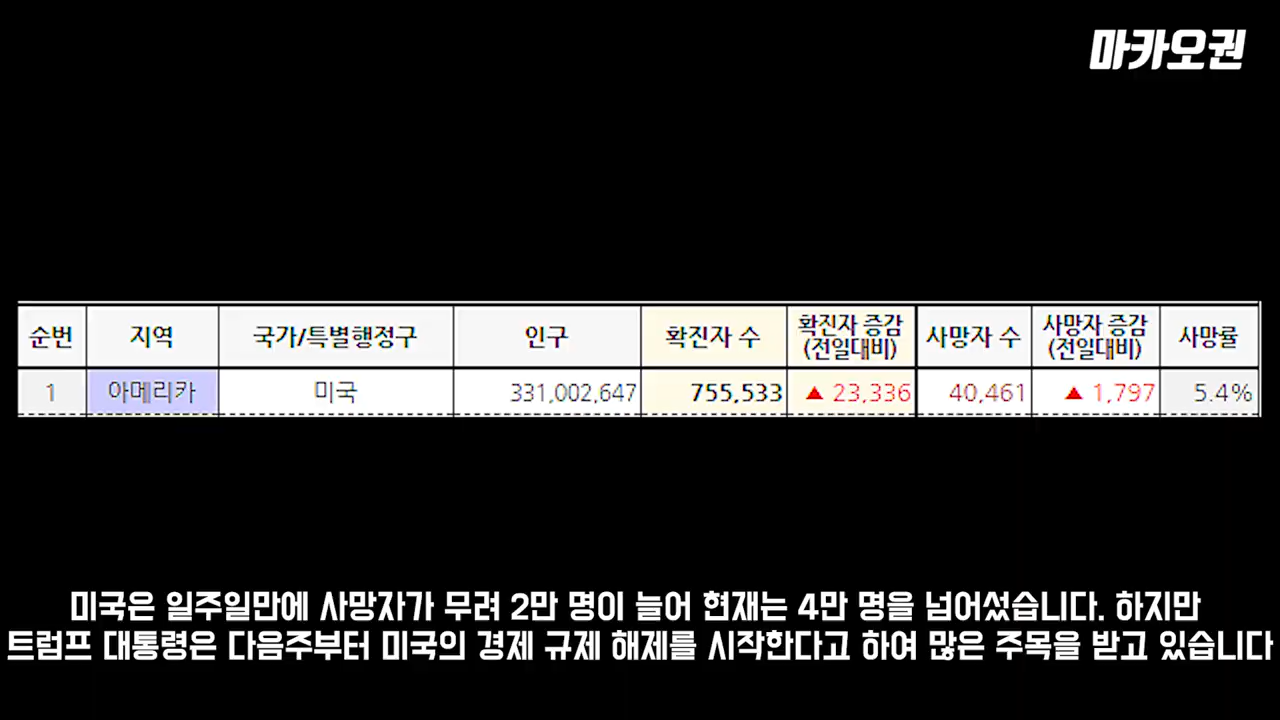 마카오권
순번 지역 국가/특별행정구 인구 확진자 수 확진자 증감 (전일대비) 사망자 수 사망자 증감 (전일대비) 사망률
1 아메리카 미국 331,002,647 755,533 ▲ 23,336 40,461 ▲ 1,797 5.4%
미국은 일주일만에 사망자가 무려 2만 명이 늘어 현재는 4만 명을 넘어섰습니다. 하지만
트럼프 대통령은 다음주부터 미국의 경제 규제 해제를 시작한다고 하여 많은 주목을 받고 있습니다